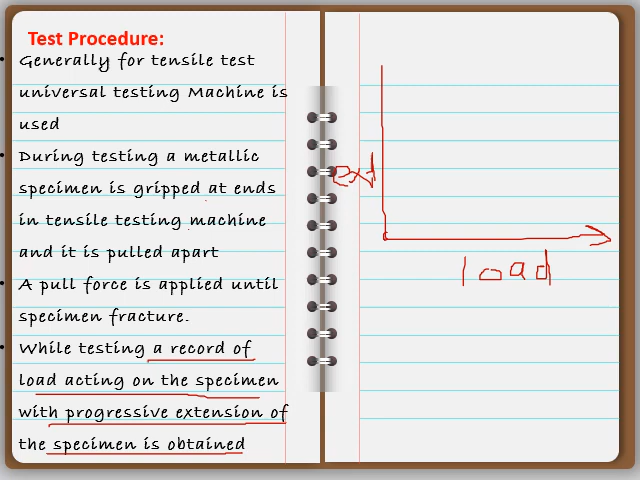 Test Procedure:
• Generally for tensile test
universal testing Machine is
used
• During testing a metallic
specimen is gripped at ends
in tensile testing machine
and it is pulled apart
• A pull force is applied until
specimen fracture.
• While testing a record of
load acting on the specimen
with progressive extension of
the specimen is obtained
ext
load